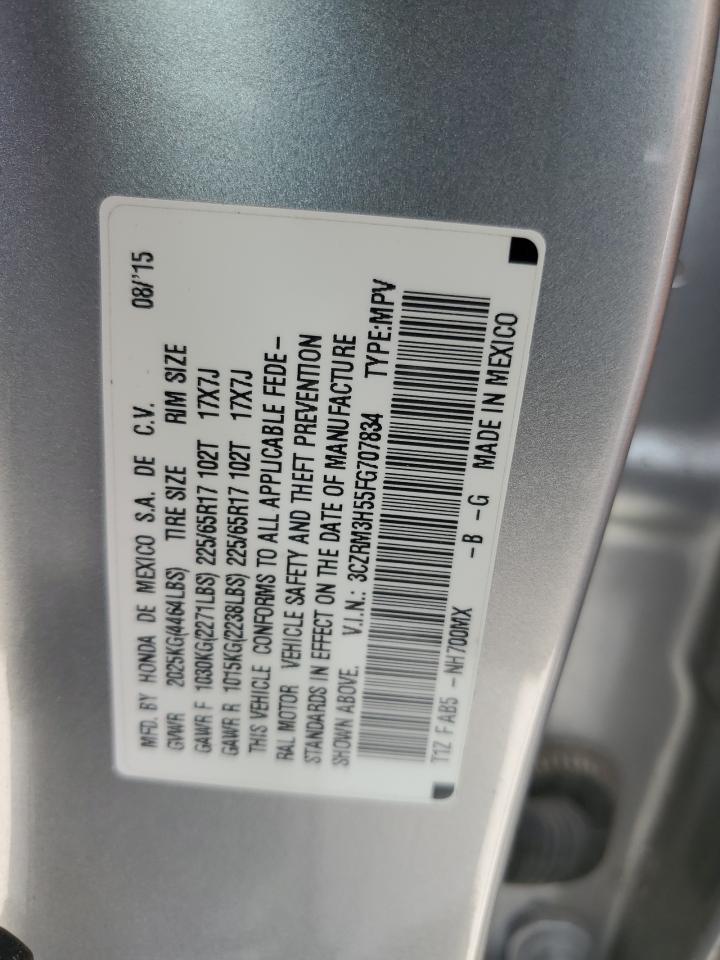 MFD. BY HONDA DE MEXICO S.A. DE C.V. 08/'15
GVWR 2025KG(4464LBS) TIRE SIZE RIM SIZE
GAWR F 1030KG(2271LBS) 225/65R17 102T 17X7J
GAWR R 1015KG(2238LBS) 225/65R17 102T 17X7J
THIS VEHICLE CONFORMS TO ALL APPLICABLE FEDE-
RAL MOTOR VEHICLE SAFETY AND THEFT PREVENTION
STANDARDS IN EFFECT ON THE DATE OF MANUFACTURE
SHOWN ABOVE. V.I.N.: 3CZRM3H55FG707834 TYPE:MPV
T1Z F AB5 -NH700MX -B -G MADE IN MEXICO